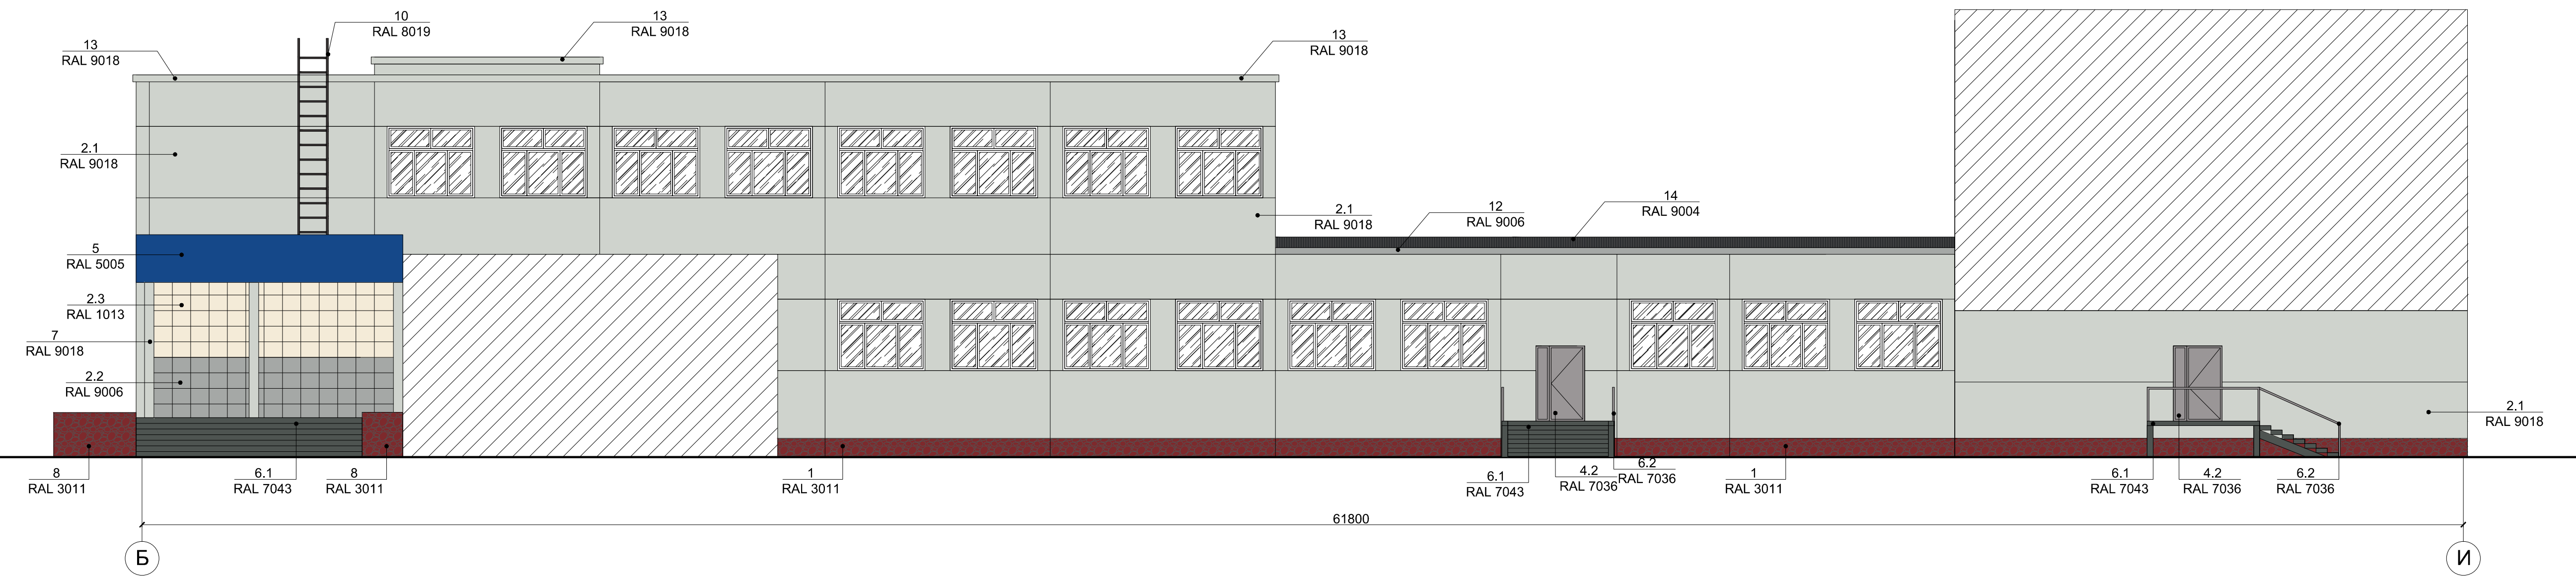 10
RAL 8019
13
RAL 9018
13
RAL 9018
13
RAL 9018
2.1
RAL 9018
14
RAL 9004
12
RAL 9006
2.1
RAL 9018
5
RAL 5005
2.3
RAL 1013
7
RAL 9018
2.2
RAL 9006
2.1
RAL 9018
8
RAL 3011
6.1
RAL 7043
8
RAL 3011
1
RAL 3011
6.1
RAL 7043
4.2
RAL 7036
6.2
RAL 7036
1
RAL 3011
6.1
RAL 7043
4.2
RAL 7036
6.2
RAL 7036
61800
Б
И